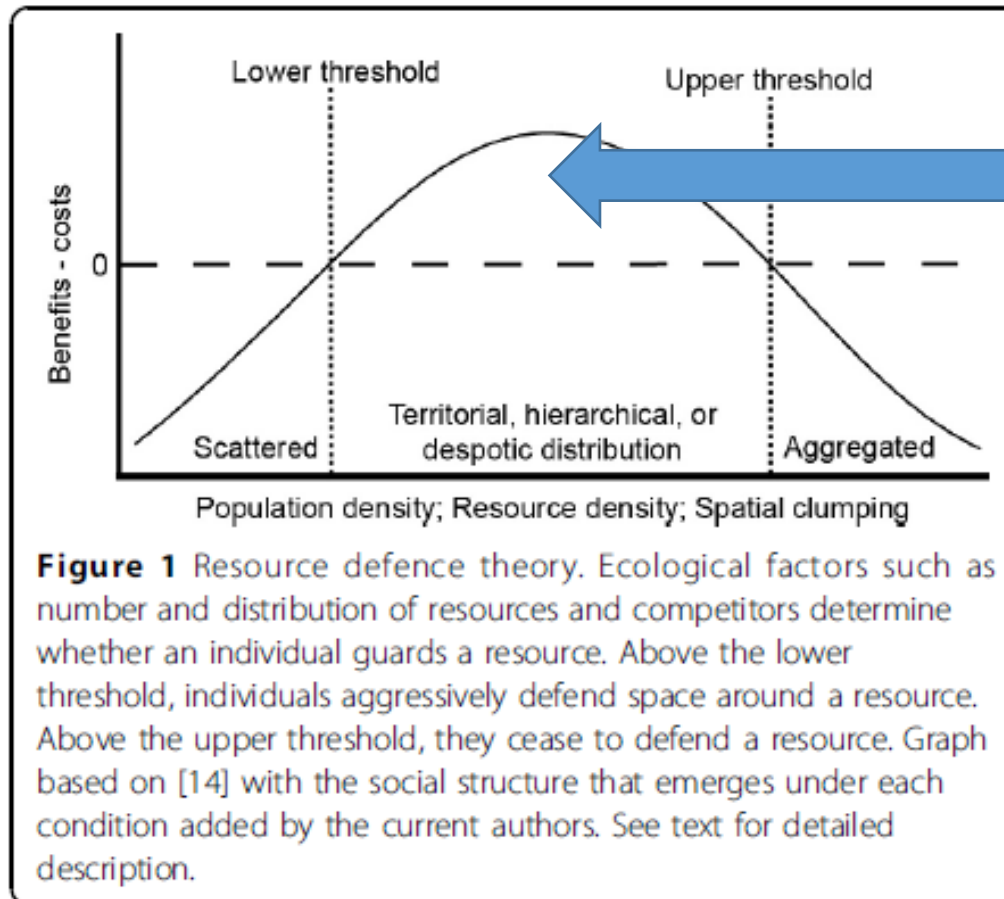 Lower threshold
Upper threshold
Benefits - costs
0
Scattered
Territorial, hierarchical, or
despotic distribution
Aggregated
Population density; Resource density; Spatial clumping
Figure 1 Resource defence theory. Ecological factors such as
number and distribution of resources and competitors determine
whether an individual guards a resource. Above the lower
threshold, individuals aggressively defend space around a resource.
Above the upper threshold, they cease to defend a resource. Graph
based on [14] with the social structure that emerges under each
condition added by the current authors. See text for detailed
description.